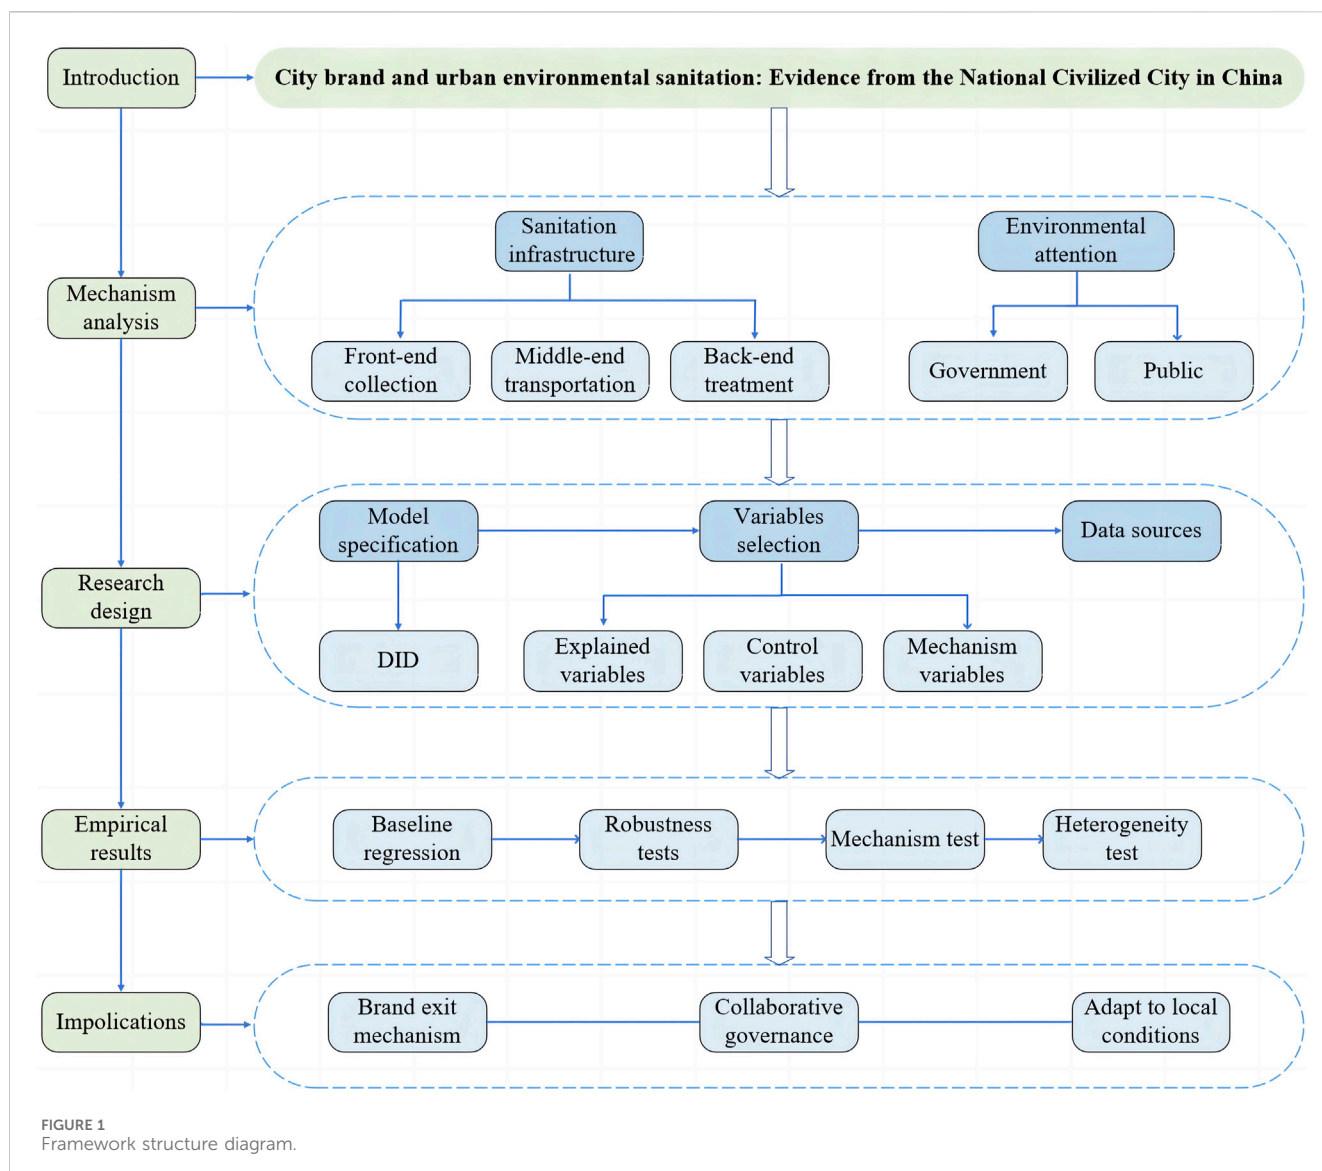 Introduction
City brand and urban environmental sanitation: Evidence from the National Civilized City in China
Sanitation
infrastructure
Environmental
attention
Mechanism
analysis
Front-end
collection
Middle-end
transportation
Back-end
treatment
Government
Public
Model
specification
Variables
selection
Data sources
Research
design
DID
Explained
variables
Control
variables
Mechanism
variables
Empirical
results
Baseline
regression
Robustness
tests
Mechanism test
Heterogeneity
test
Impolications
Brand exit
mechanism
Collaborative
governance
Adapt to local
conditions
FIGURE 1
Framework structure diagram.